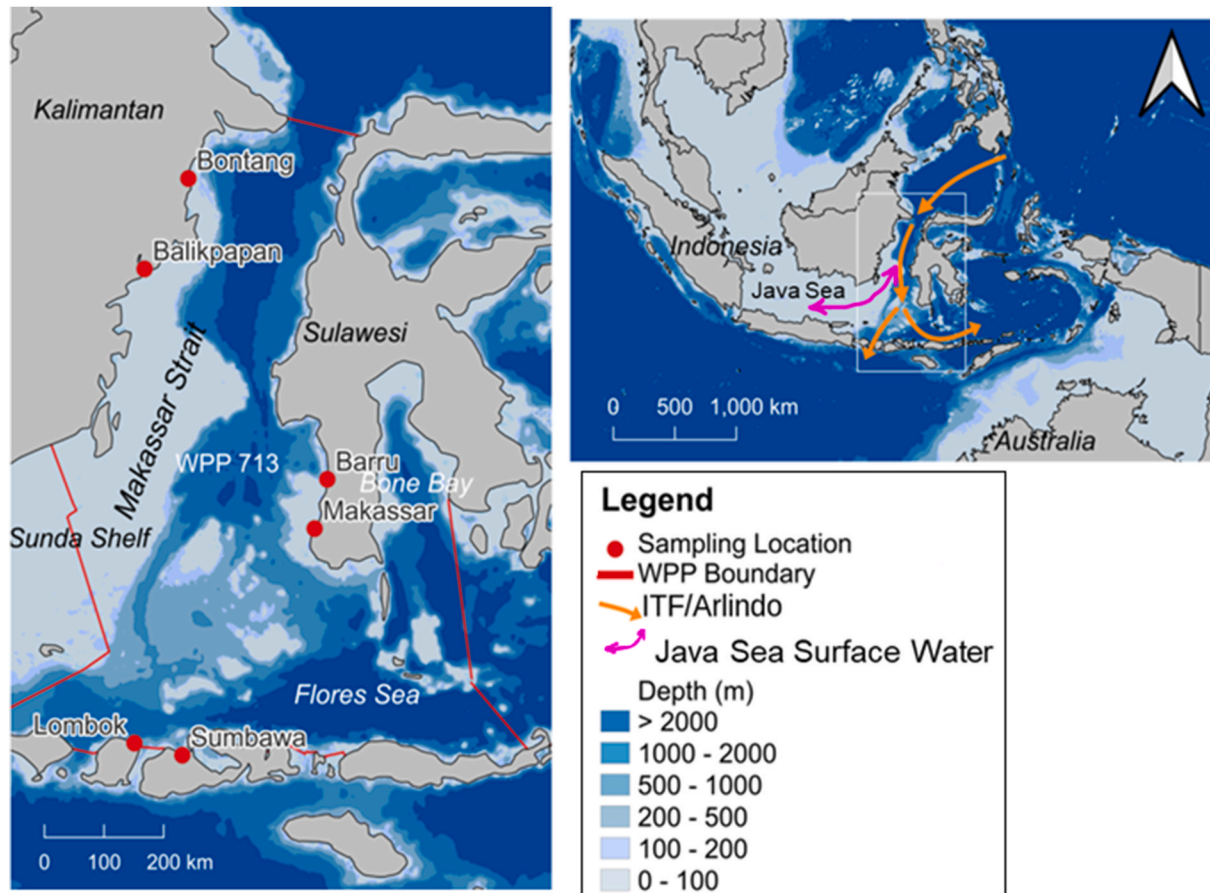 Kalimantan
Bontang
Balikpapan
Makassar Strait
Sulawesi
WPP 713
Barru
Bone Bay
Makassar
Sunda Shelf
Flores Sea
Lombok
Sumbawa
0 100 200 km
Indonesia
Java Sea
0 500 1,000 km
Australia
Legend
Sampling Location
WPP Boundary
ITF/Arlindo
Java Sea Surface Water
Depth (m)
> 2000
1000 - 2000
500 - 1000
200 - 500
100 - 200
0 - 100